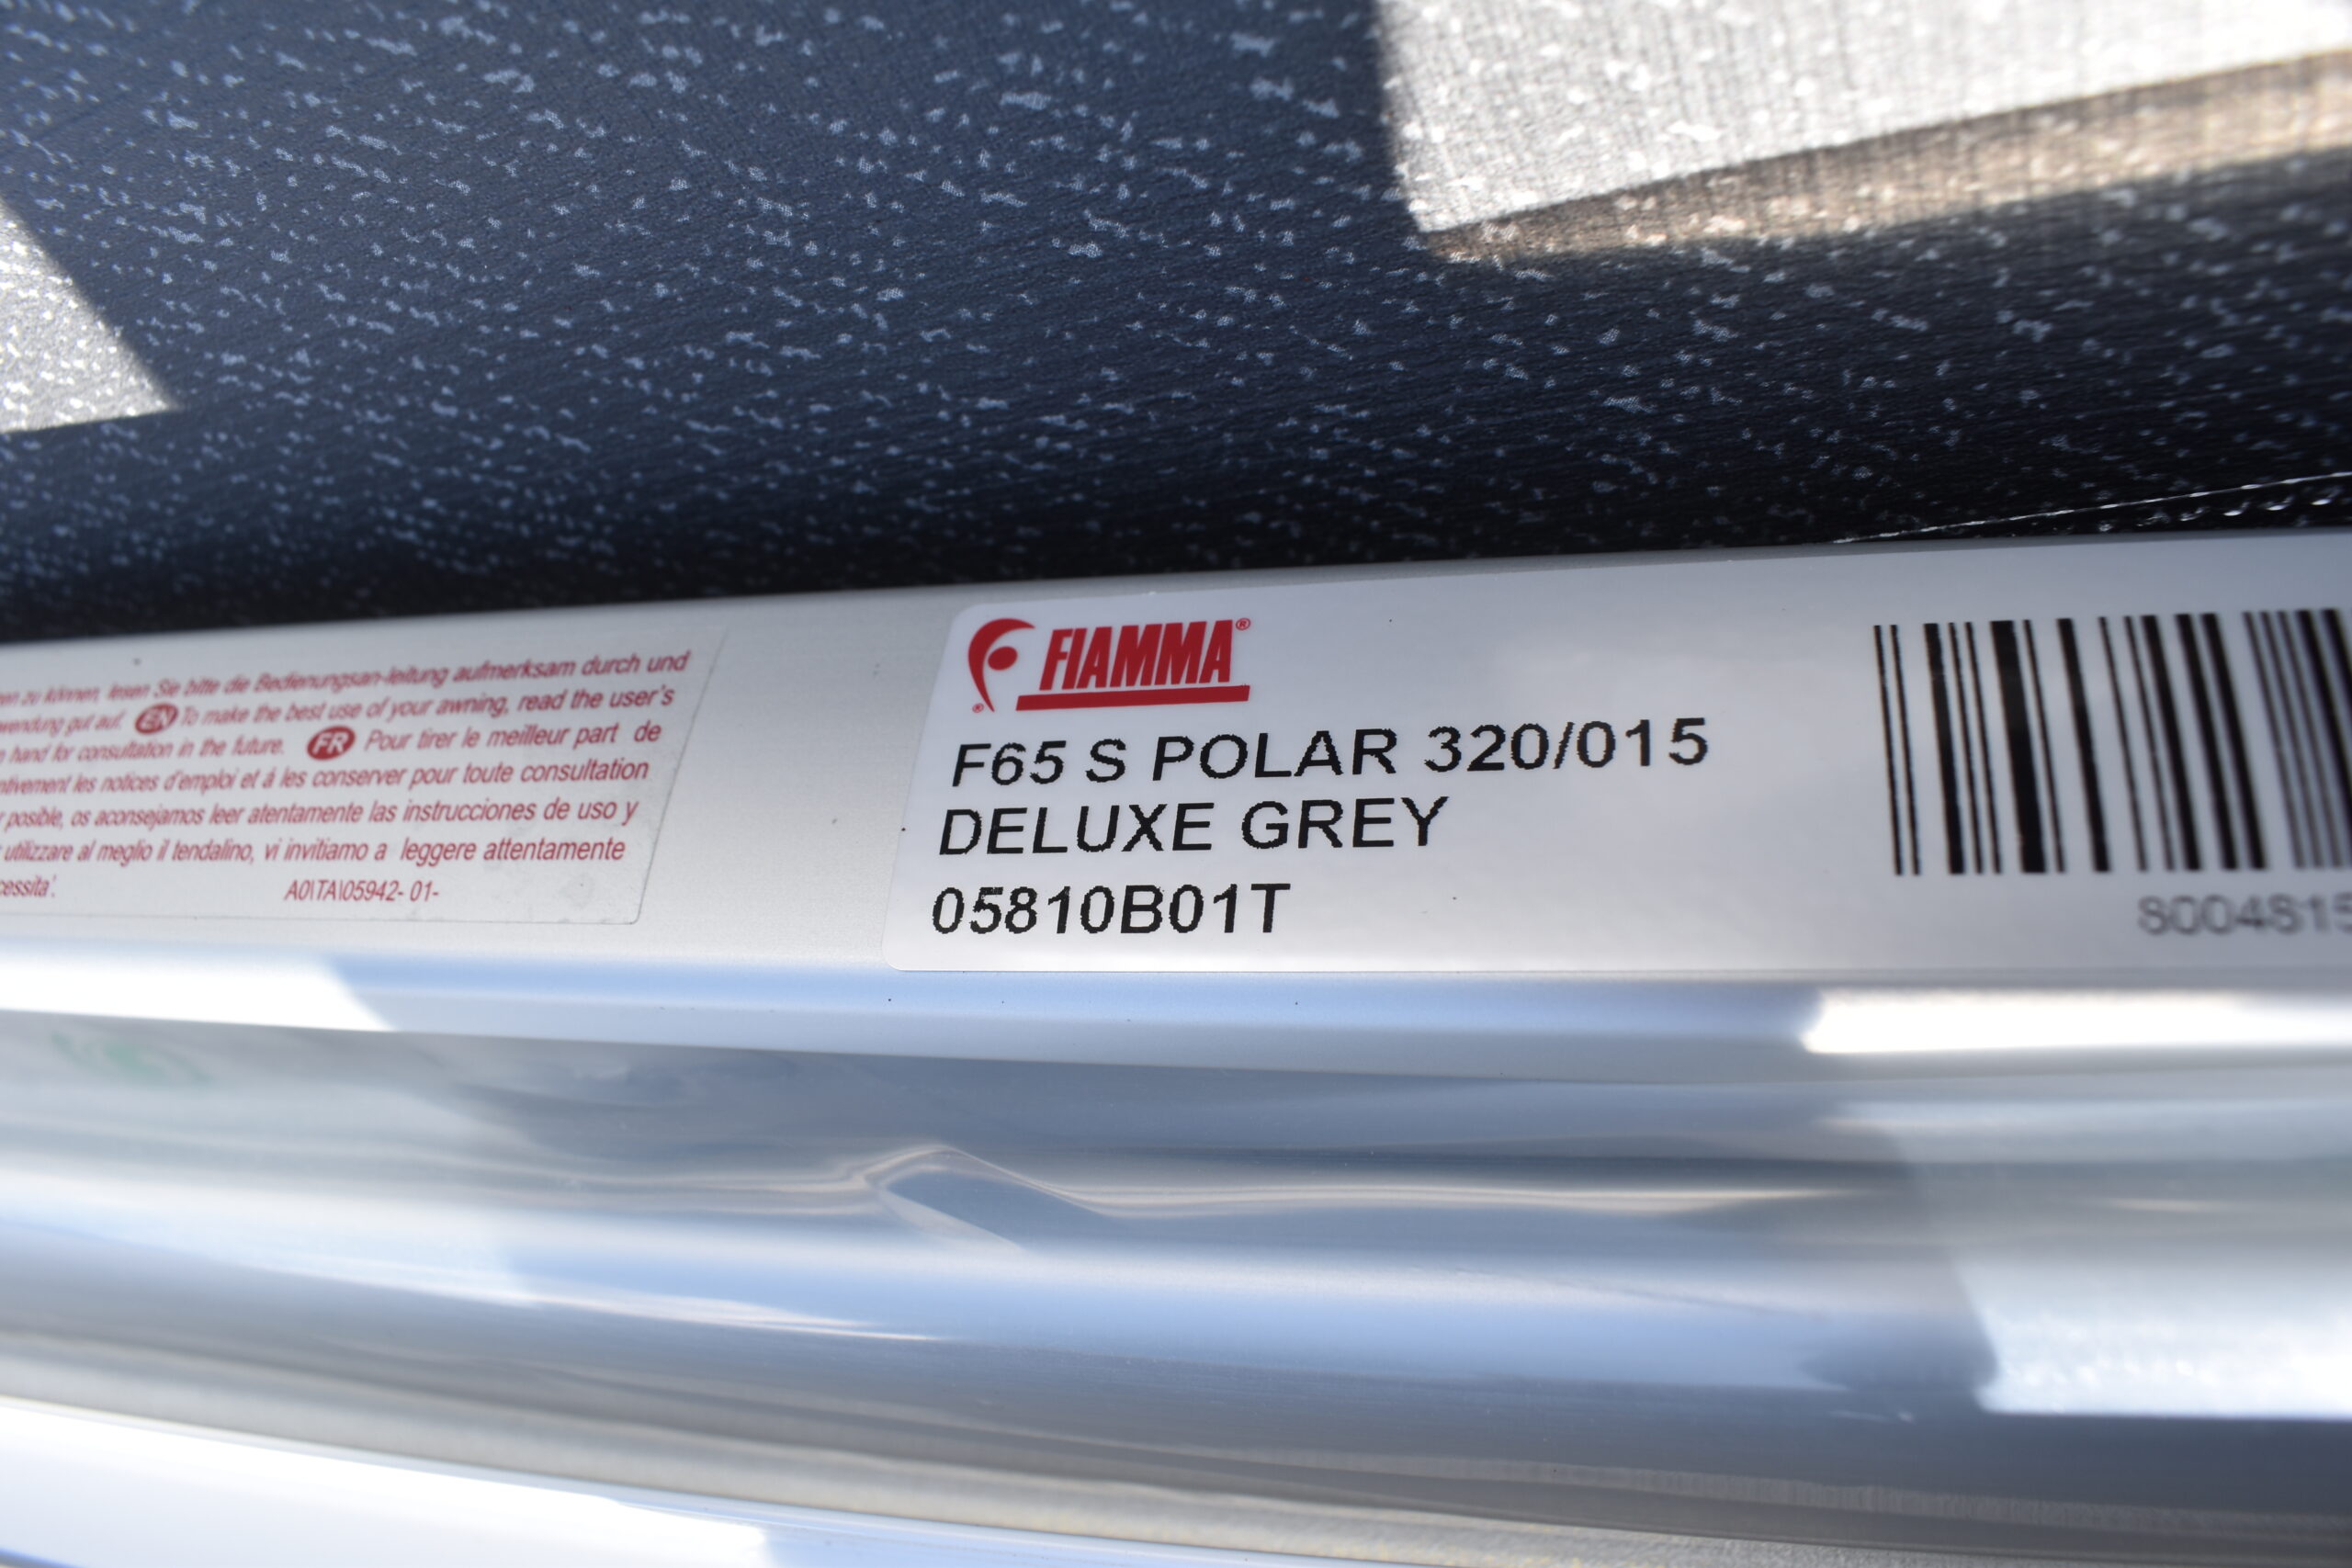 en zu können, lesen Sie bitte die Bedienungsan-leitung aufmerksam durch und
wendung gut auf. EN To make the best use of your awning, read the user's
n hand for consultation in the future. FR Pour tirer le meilleur part de
ntivement les notices d'emploi et á les conserver pour toute consultation
r posible, os aconsejamos leer atentamente las instrucciones de uso y
utilizzare al meglio il tendalino, vi invitiamo a leggere attentamente
cessita'.
A0\TA\05942- 01-
FIAMMA®
F65 S POLAR 320/015
DELUXE GREY
05810B01T
8004815